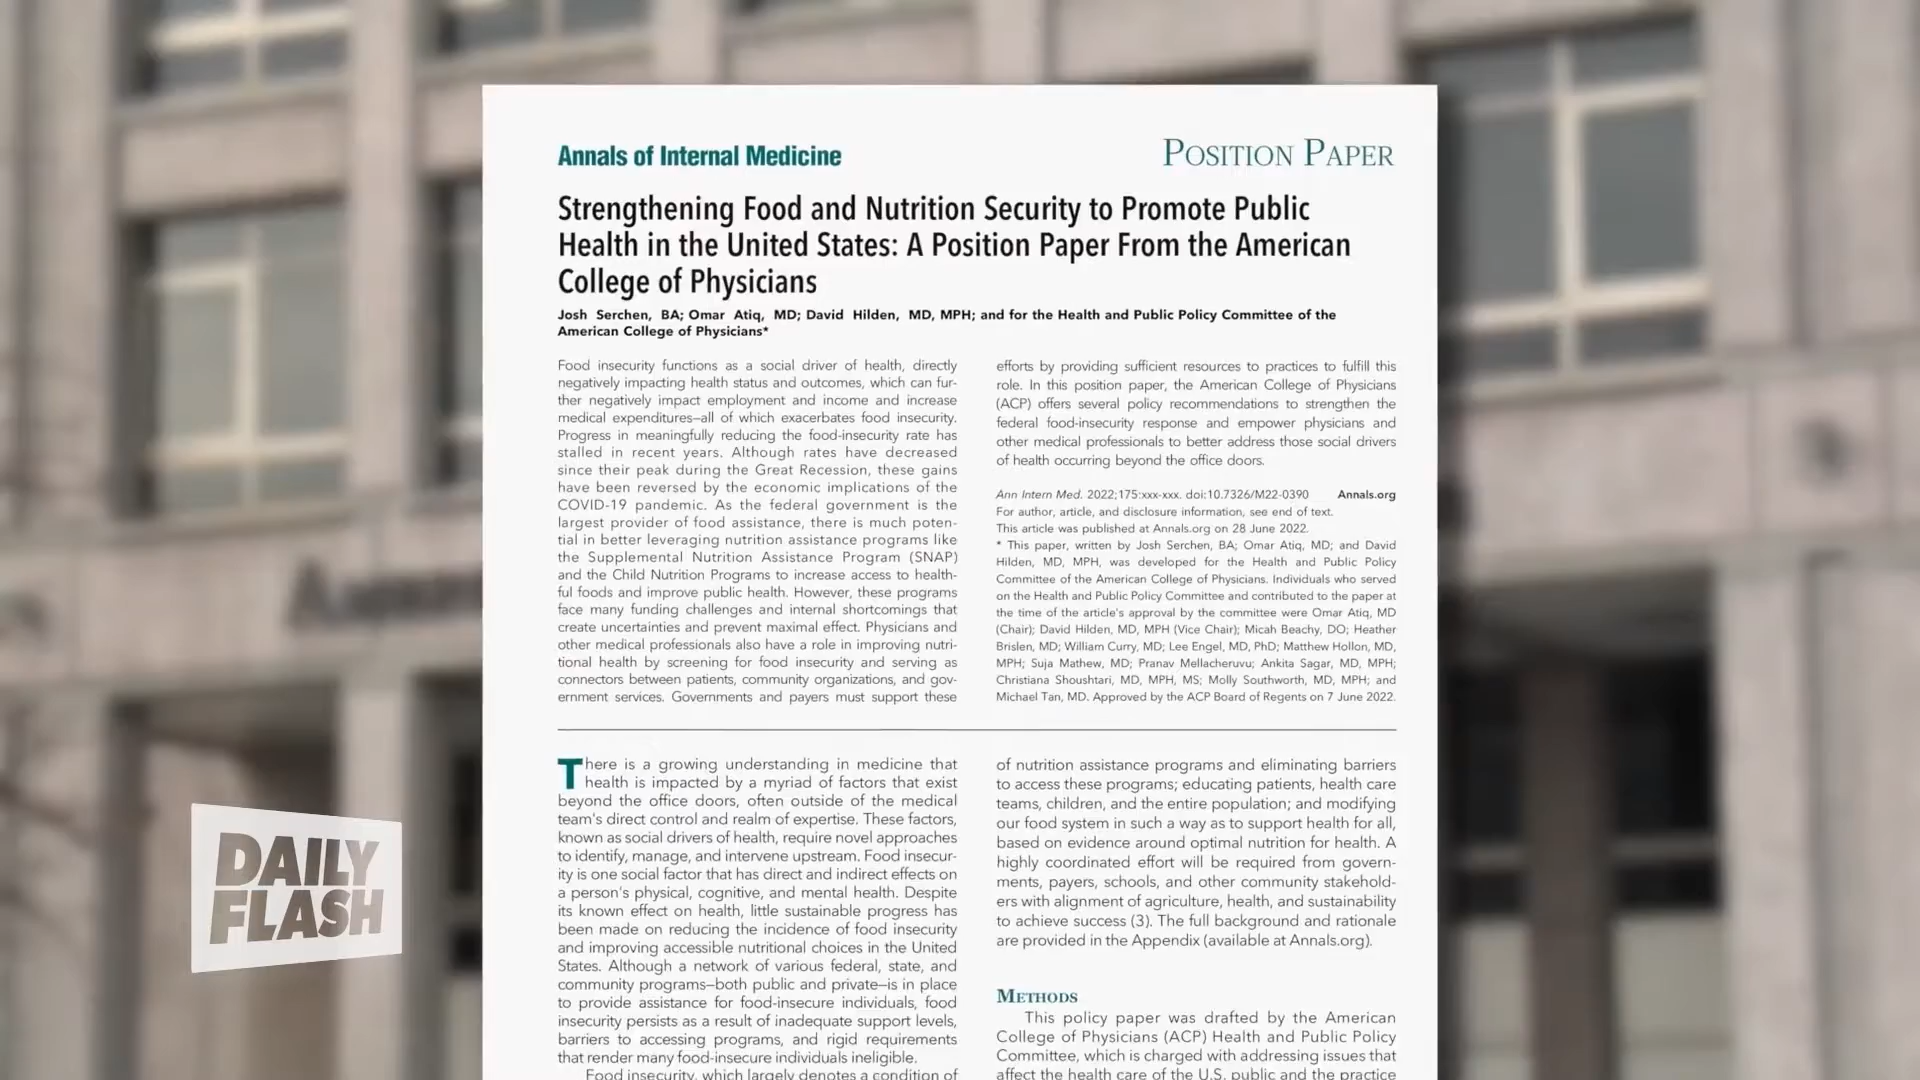 Annals of Internal Medicine
POSITION PAPER
Strengthening Food and Nutrition Security to Promote Public
Health in the United States: A Position Paper From the American
College of Physicians
Josh Serchen, BA; Omar Atiq, MD; David Hilden, MD, MPH; and for the Health and Public Policy Committee of the
American College of Physicians*
Food insecurity functions as a social driver of health, directly
negatively impacting health status and outcomes, which can fur-
ther negatively impact employment and income and increase
medical expenditures—all of which exacerbates food insecurity.
Progress in meaningfully reducing the food-insecurity rate has
stalled in recent years. Although rates have decreased
since their peak during the Great Recession, these gains
have been reversed by the economic implications of the
COVID-19 pandemic. As the federal government is the
largest provider of food assistance, there is much poten-
tial in better leveraging nutrition assistance programs like
the Supplemental Nutrition Assistance Program (SNAP)
and the Child Nutrition Programs to increase access to health-
ful foods and improve public health. However, these programs
face many funding challenges and internal shortcomings that
create uncertainties and prevent maximal effect. Physicians and
other medical professionals also have a role in improving nutri-
tional health by screening for food insecurity and serving as
connectors between patients, community organizations, and gov-
ernment services. Governments and payers must support these
efforts by providing sufficient resources to practices to fulfill this
role. In this position paper, the American College of Physicians
(ACP) offers several policy recommendations to strengthen the
federal food-insecurity response and empower physicians and
other medical professionals to better address those social drivers
of health occurring beyond the office doors.
Ann Intern Med. 2022;175:xxx-xxx. doi:10.7326/M22-0390 Annals.org
For author, article, and disclosure information, see end of text.
This article was published at Annals.org on 28 June 2022.
* This paper, written by Josh Serchen, BA; Omar Atiq, MD; and David
Hilden, MD, MPH, was developed for the Health and Public Policy
Committee of the American College of Physicians. Individuals who served
on the Health and Public Policy Committee and contributed to the paper at
the time of the article's approval by the committee were Omar Atiq, MD
(Chair); David Hilden, MD, MPH (Vice Chair); Micah Beachy, DO; Heather
Brislen, MD; William Curry, MD; Lee Engel, MD, PhD; Matthew Hollon, MD,
MPH; Suja Mathew, MD; Pranav Mellacheruvu; Ankita Sagar, MD, MPH;
Christiana Shoushtari, MD, MPH, MS; Molly Southworth, MD, MPH; and
Michael Tan, MD. Approved by the ACP Board of Regents on 7 June 2022.
There is a growing understanding in medicine that
health is impacted by a myriad of factors that exist
beyond the office doors, often outside of the medical
team's direct control and realm of expertise. These factors,
known as social drivers of health, require novel approaches
to identify, manage, and intervene upstream. Food insecur-
ity is one social factor that has direct and indirect effects on
a person's physical, cognitive, and mental health. Despite
its known effect on health, little sustainable progress has
been made on reducing the incidence of food insecurity
and improving accessible nutritional choices in the United
States. Although a network of various federal, state, and
community programs—both public and private—is in place
to provide assistance for food-insecure individuals, food
insecurity persists as a result of inadequate support levels,
barriers to accessing programs, and rigid requirements
that render many food-insecure individuals ineligible.
Food insecurity, which largely denotes a condition of
of nutrition assistance programs and eliminating barriers
to access these programs; educating patients, health care
teams, children, and the entire population; and modifying
our food system in such a way as to support health for all,
based on evidence around optimal nutrition for health. A
highly coordinated effort will be required from govern-
ments, payers, schools, and other community stakehold-
ers with alignment of agriculture, health, and sustainability
to achieve success (3). The full background and rationale
are provided in the Appendix (available at Annals.org).
METHODS
This policy paper was drafted by the American
College of Physicians (ACP) Health and Public Policy
Committee, which is charged with addressing issues that
affect the health care of the U.S. public and the practice
DAILY
FLASH